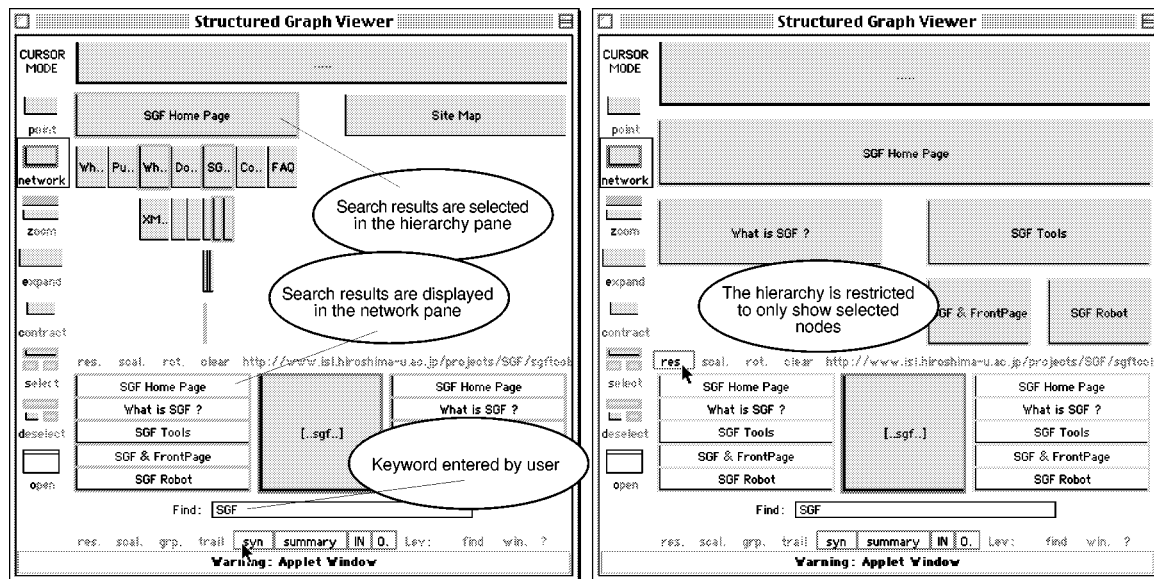 Structured Graph Viewer
CURSOR
MODE
.....
SGF Home Page
Site Map
point
network
Wh.. Pu.. Wh.. Do.. SG.. Co.. FAQ
XM..
zoom
Search results are selected
in the hierarchy pane
expand
Search results are displayed
in the network pane
contract
res. scal. rot. clear http://www.isl.hiroshima-u.ac.jp/projects/SGF/sgftool
select
SGF Home Page
What is SGF ?
SGF Tools
SGF & FrontPage
SGF Robot
[..sgf..]
SGF Home Page
What is SGF ?
deselect
Keyword entered by user
open
Find: SGF
res. scal. grp. trail syn summary IN O. Lev: find win. ?
Warning: Applet Window
Structured Graph Viewer
CURSOR
MODE
.....
point
SGF Home Page
network
zoom
What is SGF ?
SGF Tools
expand
The hierarchy is restricted
to only show selected
nodes
GF & FrontPage
SGF Robot
contract
res. scal. rot. clear http://www.isl.hiroshima-u.ac.jp/projects/SGF/sgftool
select
SGF Home Page
What is SGF ?
SGF Tools
SGF & FrontPage
SGF Robot
[..sgf..]
SGF Home Page
What is SGF ?
SGF Tools
SGF & FrontPage
SGF Robot
deselect
open
Find: SGF
res. scal. grp. trail syn summary IN O. Lev: find win. ?
Warning: Applet Window